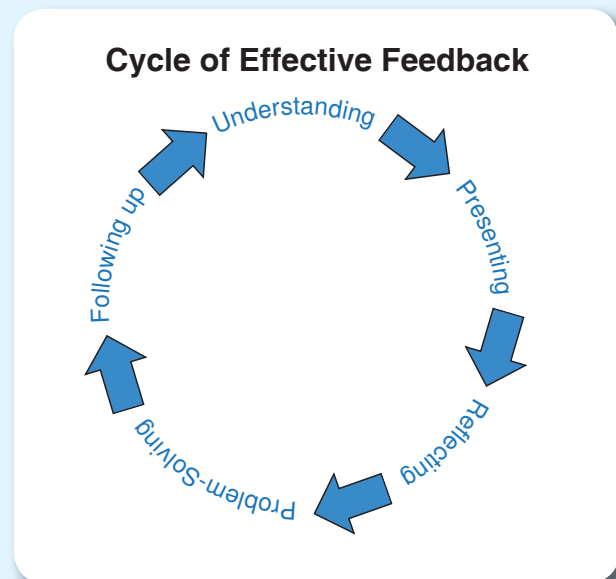 Cycle of Effective Feedback
Understanding
Presenting
Reflecting
Problem-Solving
Following up